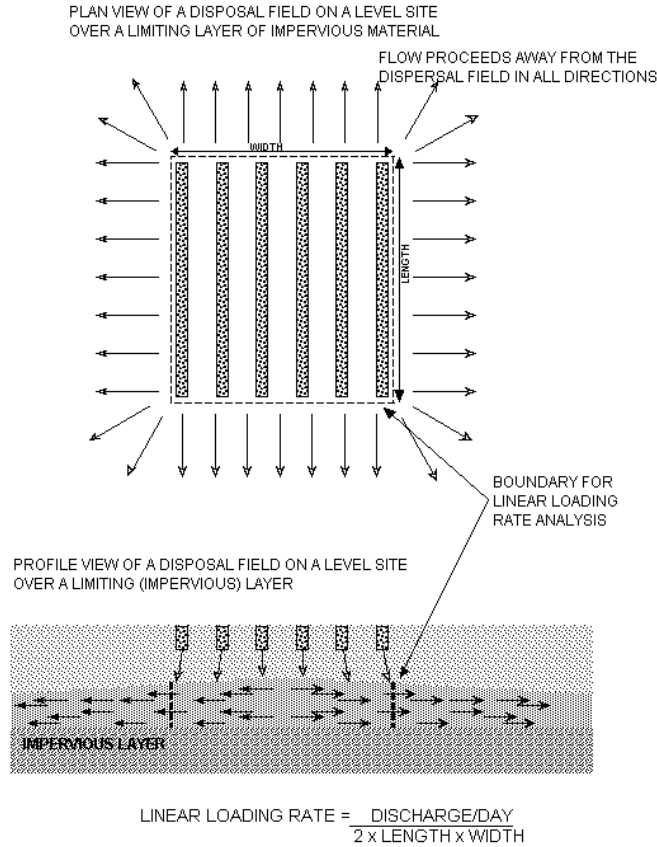 PLAN VIEW OF A DISPOSAL FIELD ON A LEVEL SITE
OVER A LIMITING LAYER OF IMPERVIOUS MATERIAL
FLOW PROCEEDS AWAY FROM THE
DISPERSAL FIELD IN ALL DIRECTIONS
WIDTH
LENGTH
BOUNDARY FOR
LINEAR LOADING
RATE ANALYSIS
PROFILE VIEW OF A DISPOSAL FIELD ON A LEVEL SITE
OVER A LIMITING (IMPERVIOUS) LAYER
IMPERVIOUS LAYER
LINEAR LOADING RATE = DISCHARGE/DAY
2 x LENGTH x WIDTH